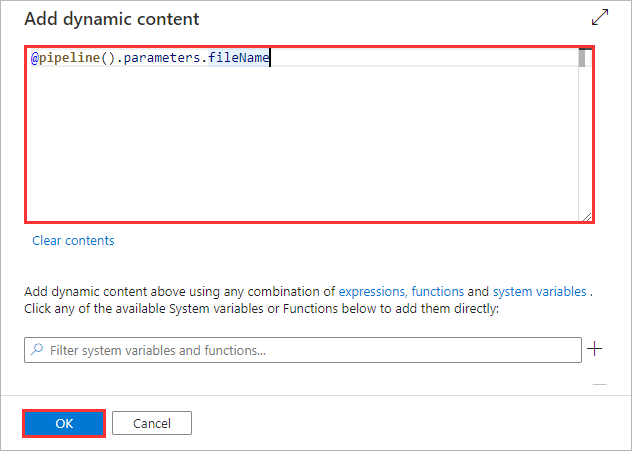 Add dynamic content
@pipeline().parameters.fileName
Clear contents
Add dynamic content above using any combination of expressions, functions and system variables .
Click any of the available System variables or Functions below to add them directly:
Filter system variables and functions...
OK
Cancel